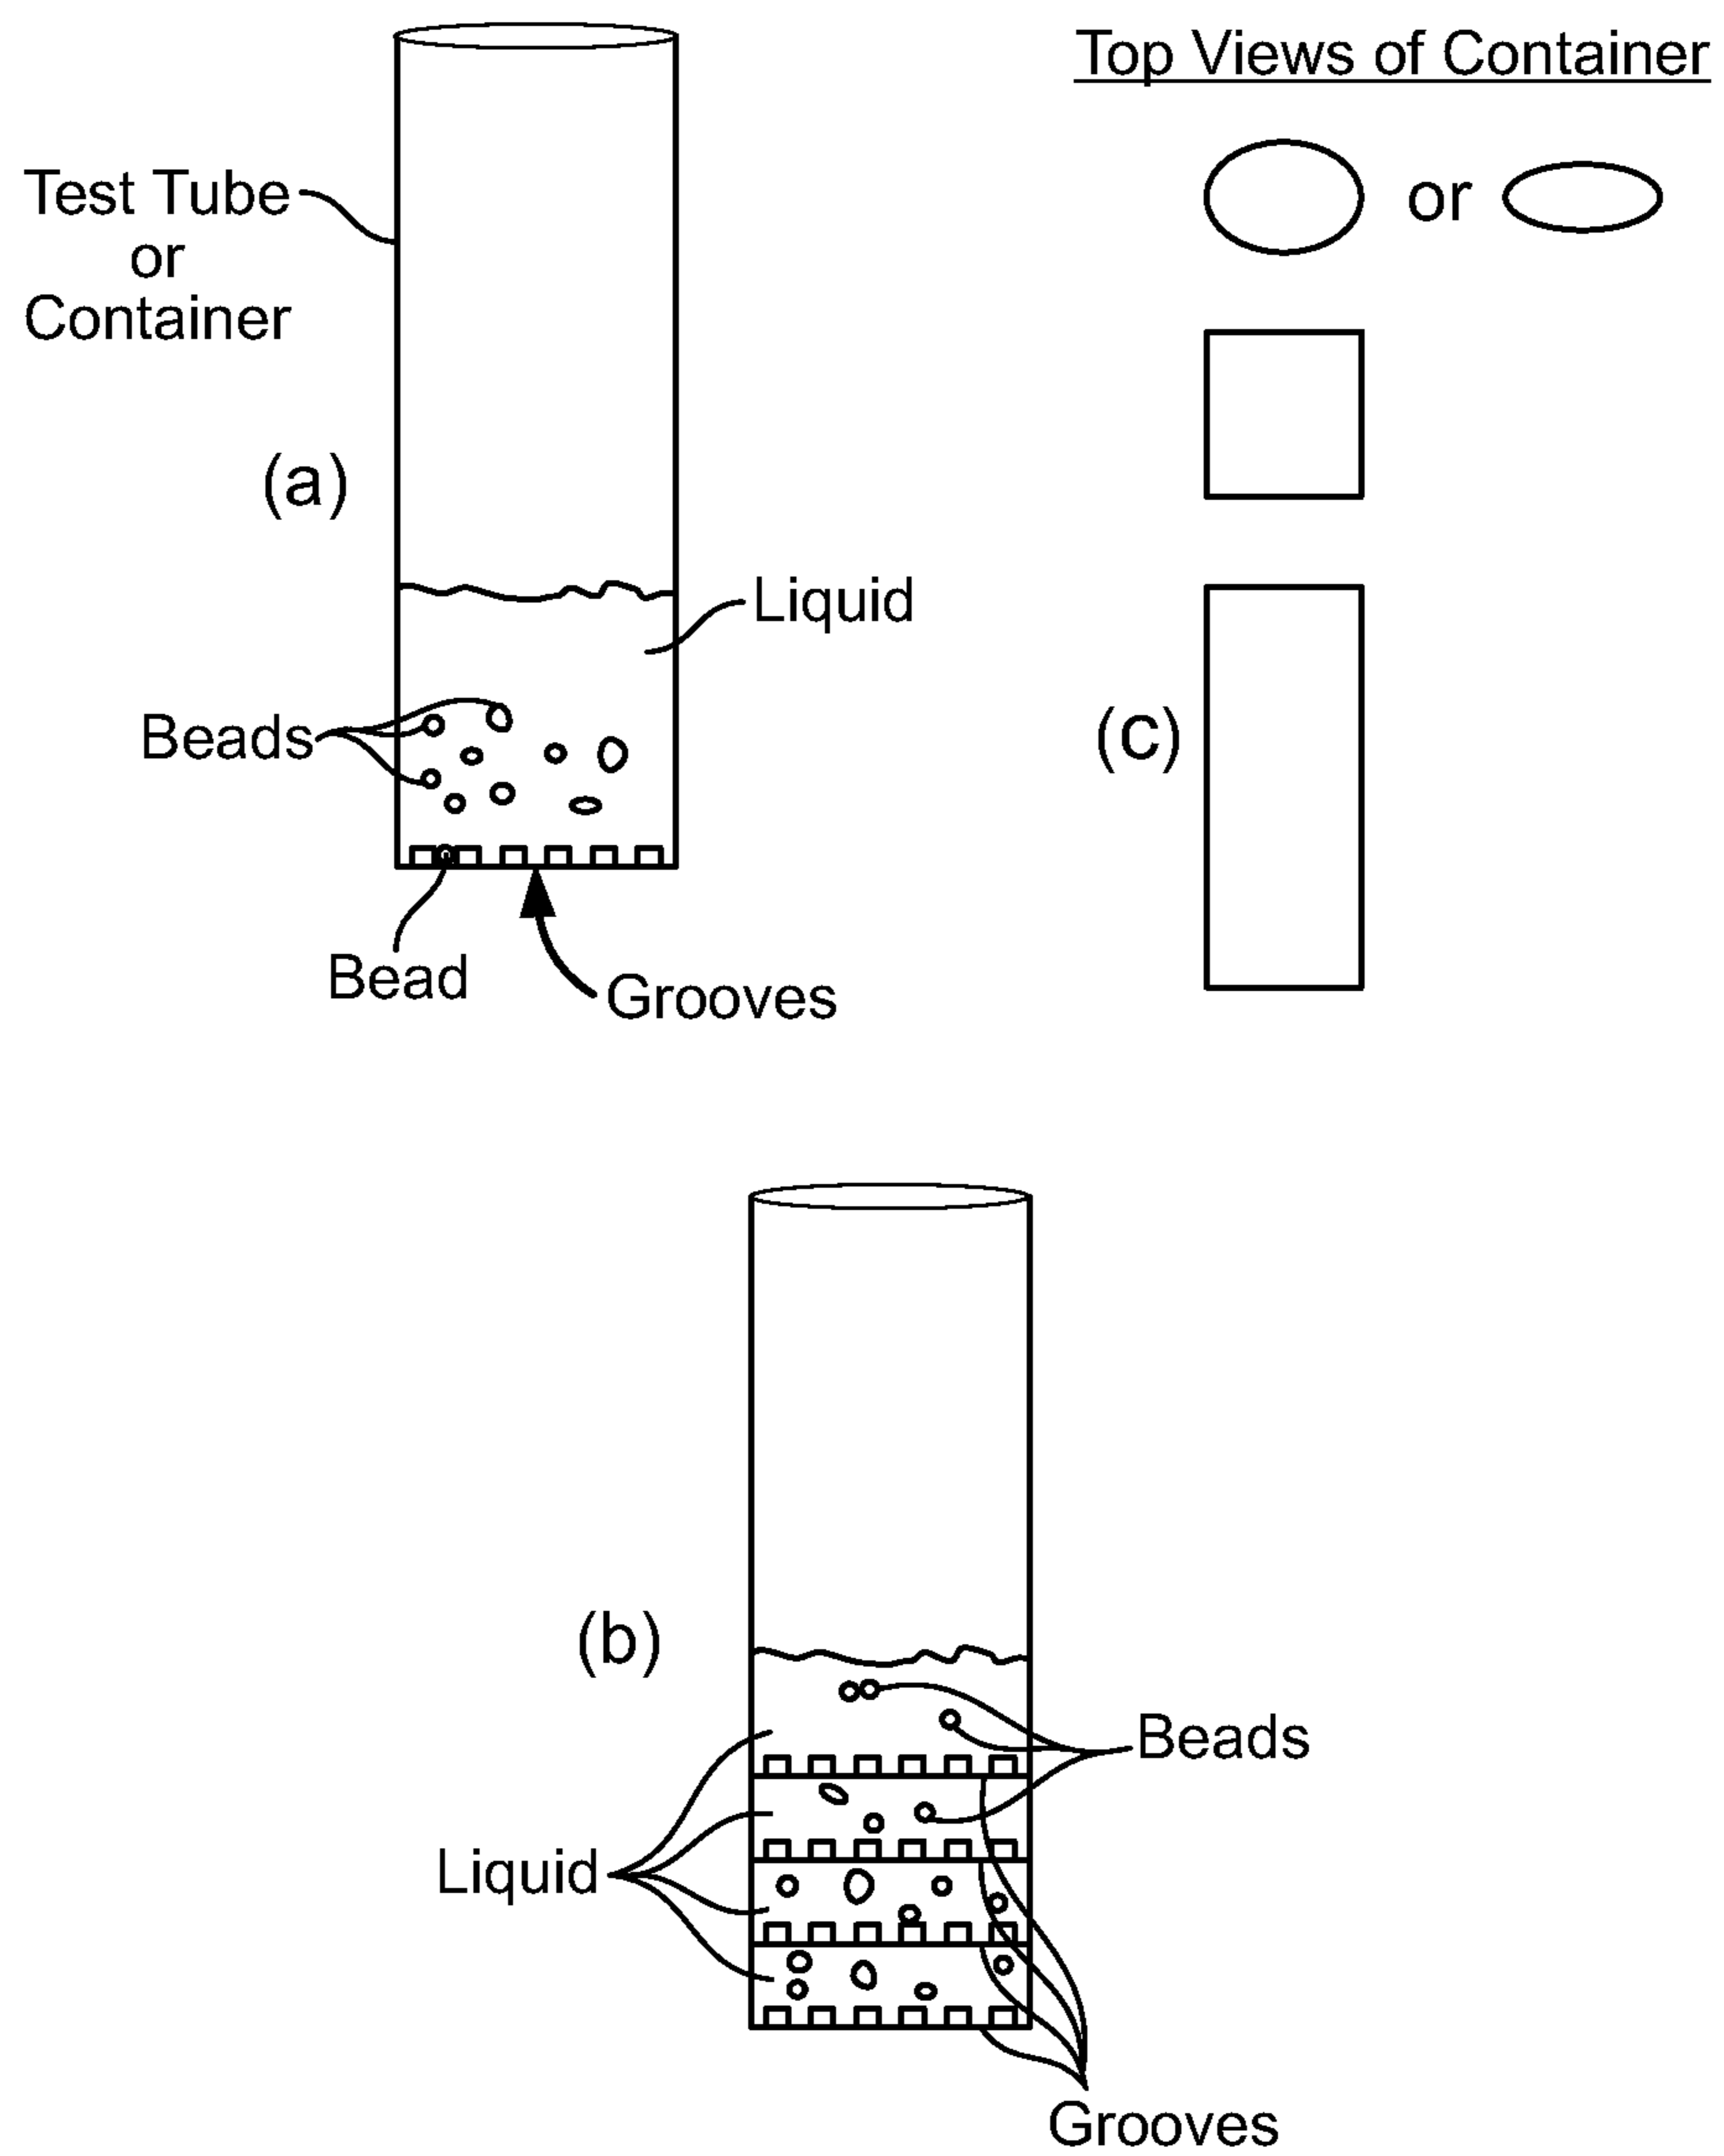 Top Views of Container
Test Tube
or
Container
or
(a)
Liquid
Beads
(c)
Bead
Grooves
(b)
Beads
Liquid
Grooves